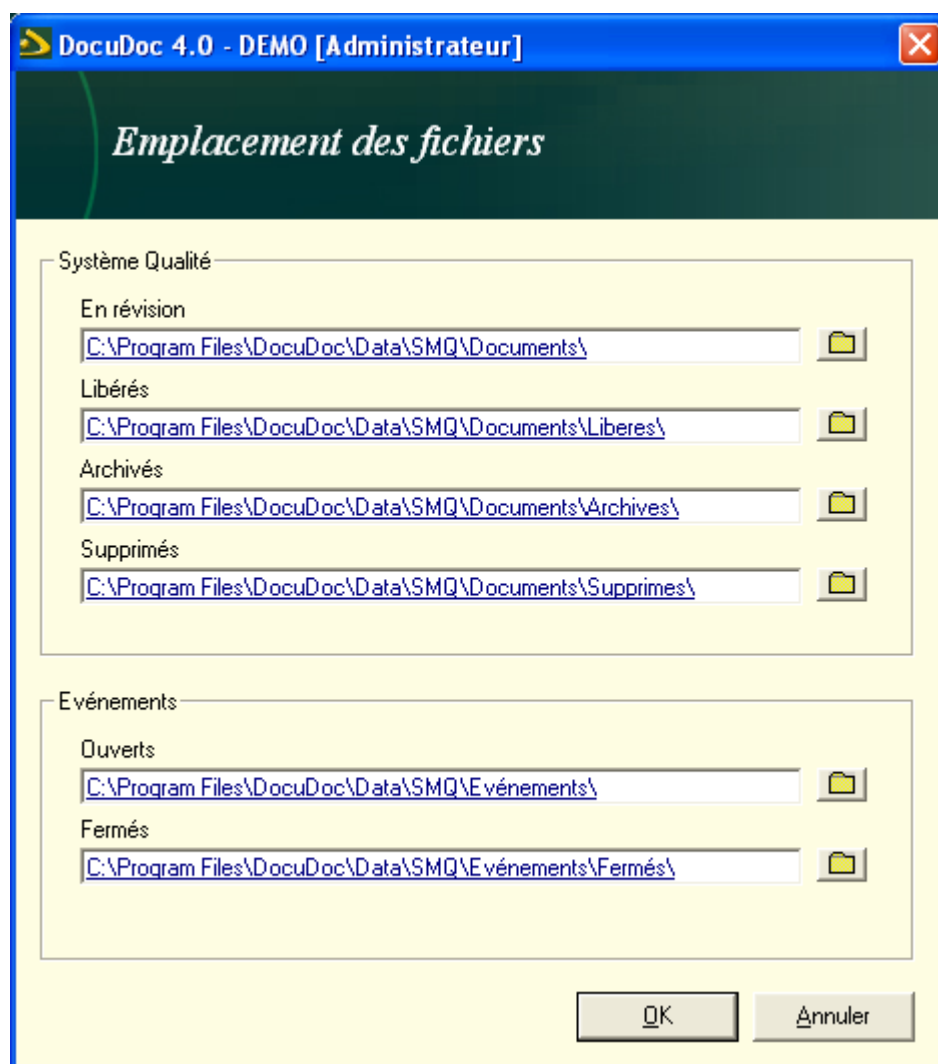 DocuDoc 4.0 - DEMO [Administrateur]
Emplacement des fichiers
Système Qualité
En révision
C:\Program Files\DocuDoc\Data\SMQ\Documents\
Libérés
C:\Program Files\DocuDoc\Data\SMQ\Documents\Liberes\
Archivés
C:\Program Files\DocuDoc\Data\SMQ\Documents\Archives\
Supprimés
C:\Program Files\DocuDoc\Data\SMQ\Documents\Supprimes\
Evénements
Ouverts
C:\Program Files\DocuDoc\Data\SMQ\Evénements\
Fermés
C:\Program Files\DocuDoc\Data\SMQ\Evénements\Fermés\
OK
Annuler